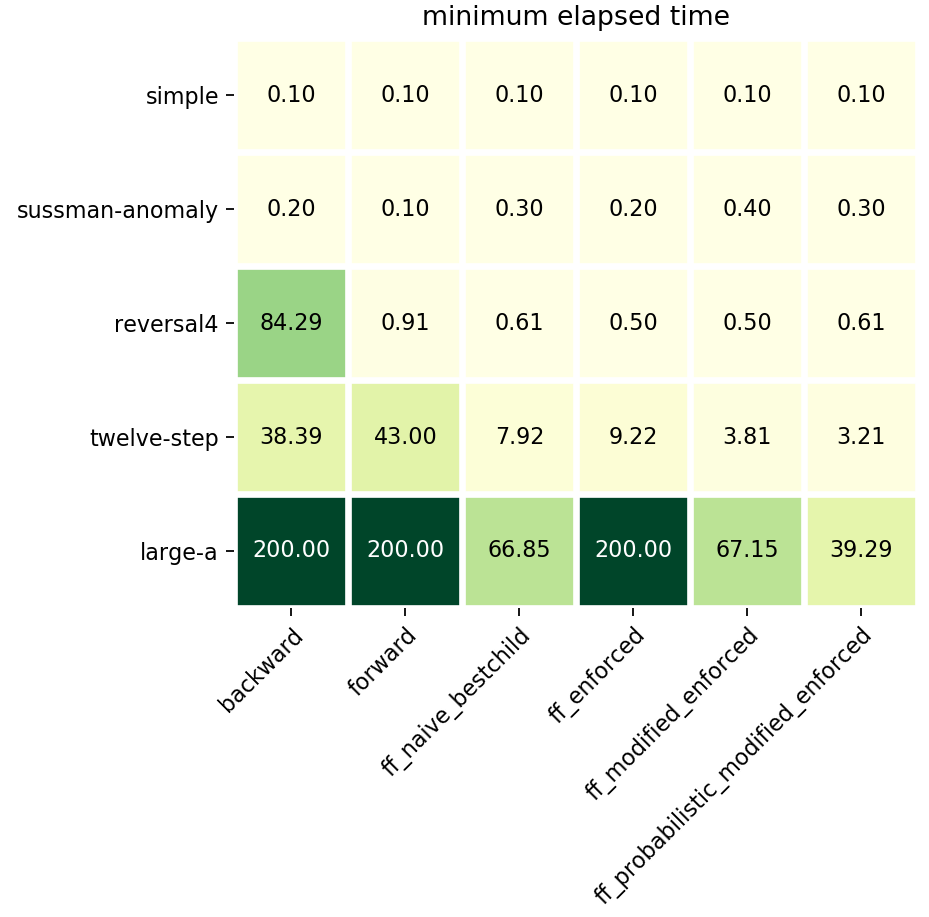 minimum elapsed time
simple 0.10 0.10 0.10 0.10 0.10 0.10
sussman-anomaly 0.20 0.10 0.30 0.20 0.40 0.30
reversal4 84.29 0.91 0.61 0.50 0.50 0.61
twelve-step 38.39 43.00 7.92 9.22 3.81 3.21
large-a 200.00 200.00 66.85 200.00 67.15 39.29
backward
forward
ff_naive_bestchild
ff_enforced
ff_modified_enforced
ff_probabilistic_modified_enforced